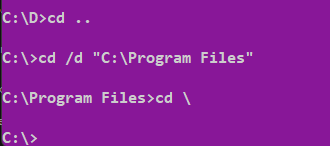 C:\D>cd ..
C:\>cd /d "C:\Program Files"
C:\Program Files>cd \
C:\>